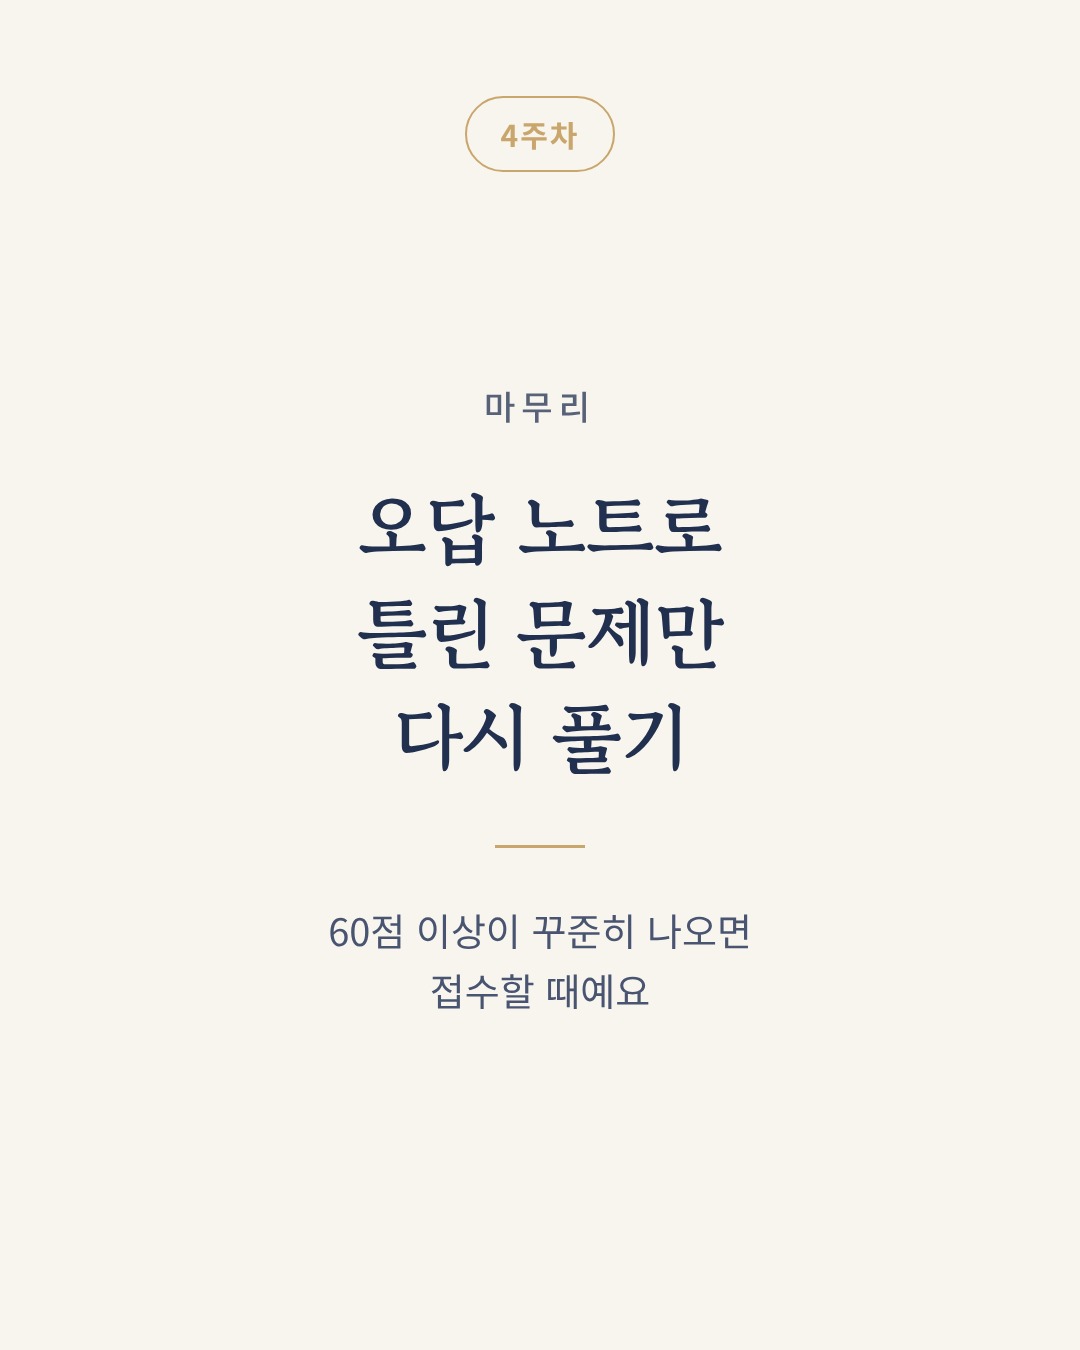 4주차
마무리
오답 노트로
틀린 문제만
다시 풀기
60점 이상이 꾸준히 나오면
접수할 때예요